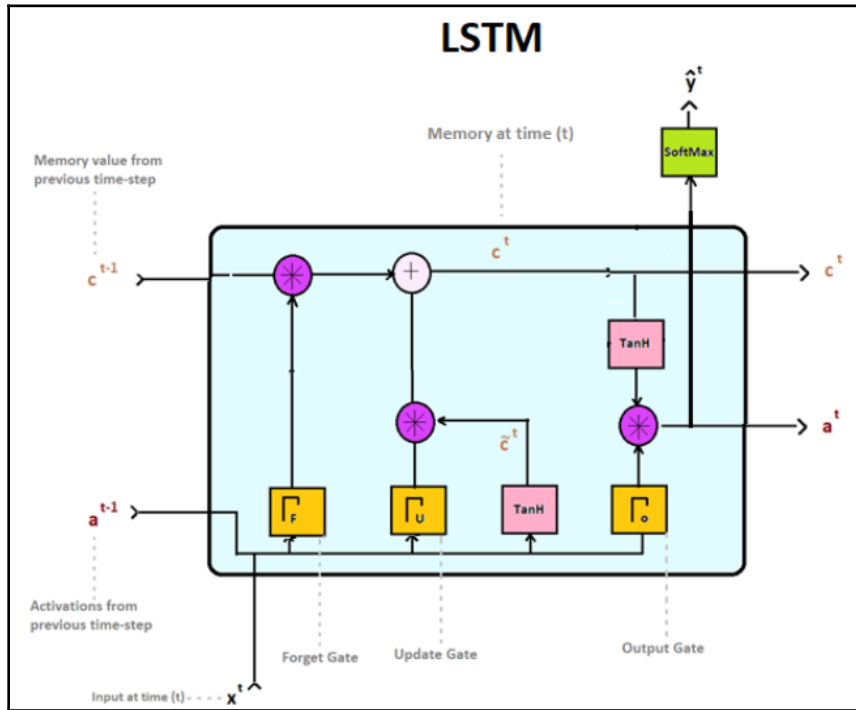 LSTM
ŷ t
Memory at time (t)
SoftMax
Memory value from
previous time-step
c t
c t-1
c t
TanH
a t
c̃ t
a t-1
Γ F
Γ U
TanH
Γ o
Activations from
previous time-step
Forget Gate
Update Gate
Output Gate
Input at time (t)
x t